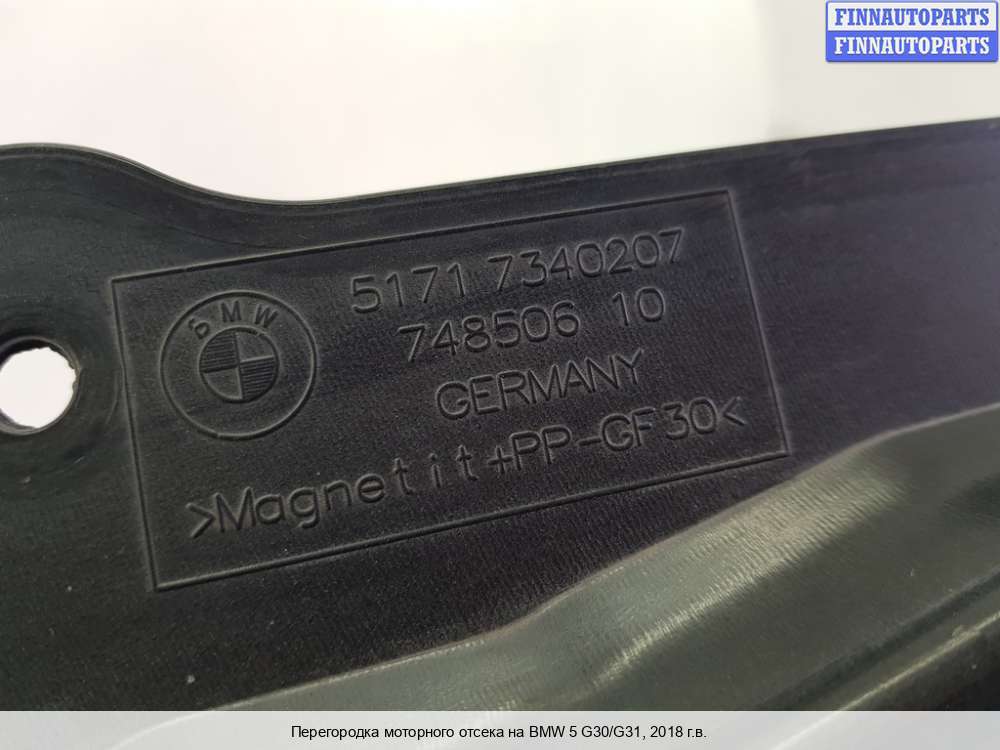 FINNAUTOPARTS
FINNAUTOPARTS
5171 7340207
748506 10
BMW
GERMANY
>Magnetit+PP-GF30<
Перегородка моторного отсека на BMW 5 G30/G31, 2018 г.в.